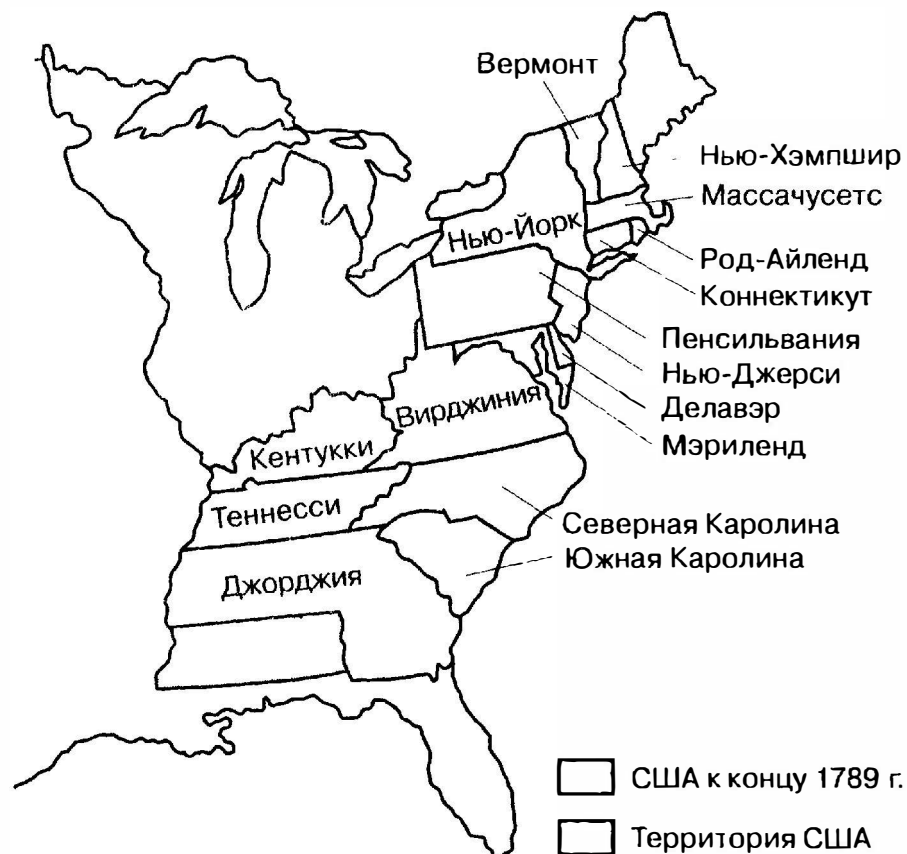 Вермонт
Нью-Хэмпшир
Массачусетс
Нью-Йорк
Род-Айленд
Коннектикут
Пенсильвания
Нью-Джерси
Делавэр
Мэриленд
Вирджиния
Кентукки
Теннесси
Северная Каролина
Южная Каролина
Джорджия
США к концу 1789 г.
Территория США